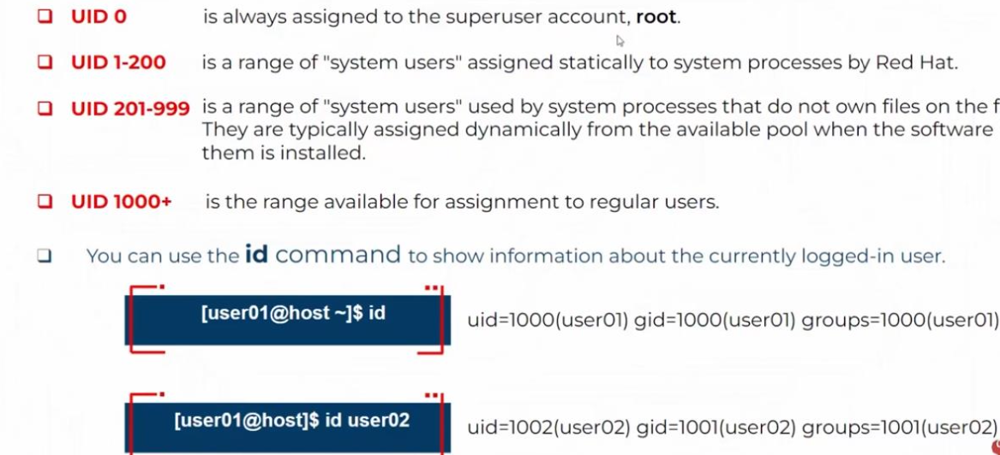 UID 0 is always assigned to the superuser account, root.
UID 1-200 is a range of "system users" assigned statically to system processes by Red Hat.
UID 201-999 is a range of "system users" used by system processes that do not own files on the f
They are typically assigned dynamically from the available pool when the software
them is installed.
UID 1000+ is the range available for assignment to regular users.
You can use the id command to show information about the currently logged-in user.
[user01@host ~]$ id uid=1000(user01) gid=1000(user01) groups=1000(user01)
[user01@host]$ id user02 uid=1002(user02) gid=1001(user02) groups=1001(user02)